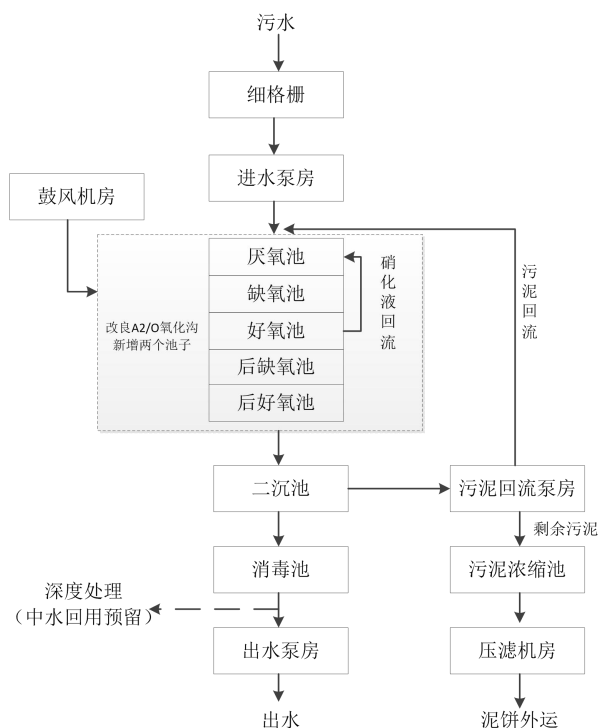 污水
细格栅
进水泵房
鼓风机房
厌氧池
缺氧池
好氧池
后缺氧池
后好氧池
硝化液回流
污泥回流
改良A2/O氧化沟
新增两个池子
二沉池
污泥回流泵房
剩余污泥
消毒池
污泥浓缩池
深度处理
（中水回用预留）
出水泵房
压滤机房
出水
泥饼外运